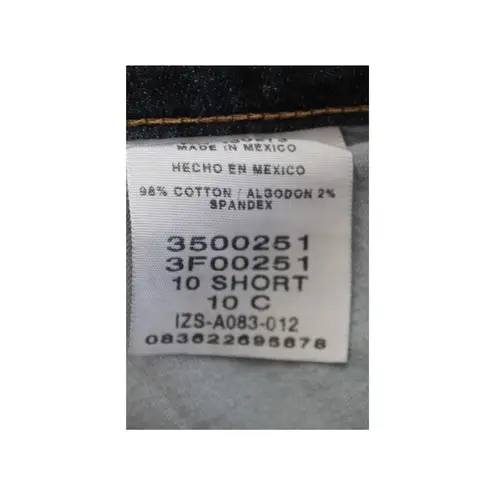 MADE IN MEXICO
HECHO EN MEXICO
98% COTTON / ALGODON 2%
SPANDEX
3500251
3F00251
10 SHORT
10 C
IZS-A083-012
083622695678